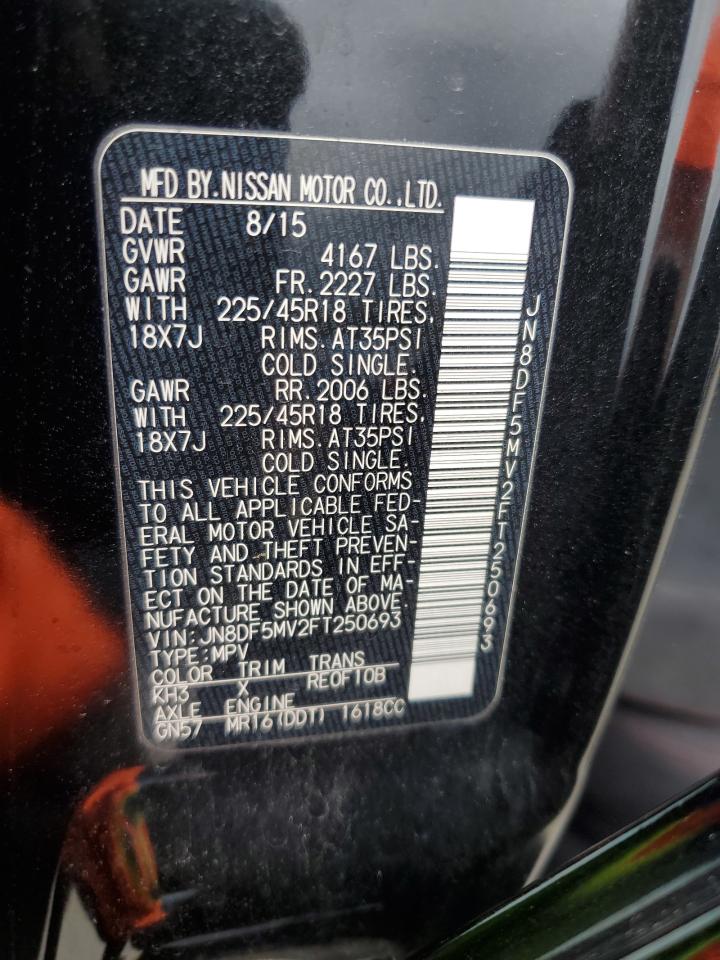 MFD BY.NISSAN MOTOR CO.,LTD.
DATE 8/15
GVWR 4167 LBS.
GAWR FR.2227 LBS.
WITH 225/45R18 TIRES,
18X7J RIMS.AT35PSI
COLD SINGLE.
GAWR RR.2006 LBS.
WITH 225/45R18 TIRES,
18X7J RIMS.AT35PSI
COLD SINGLE.
THIS VEHICLE CONFORMS
TO ALL APPLICABLE FED-
ERAL MOTOR VEHICLE SA-
FETY AND THEFT PREVEN-
TION STANDARDS IN EFF-
ECT ON THE DATE OF MA-
NUFACTURE SHOWN ABOVE.
VIN:JN8DF5MV2FT250693
TYPE:MPV
COLOR TRIM TRANS
KH3 X RE0F10B
AXLE ENGINE
GN57 MR16(DDT) 1618CC
JN8DF5MV2FT250693